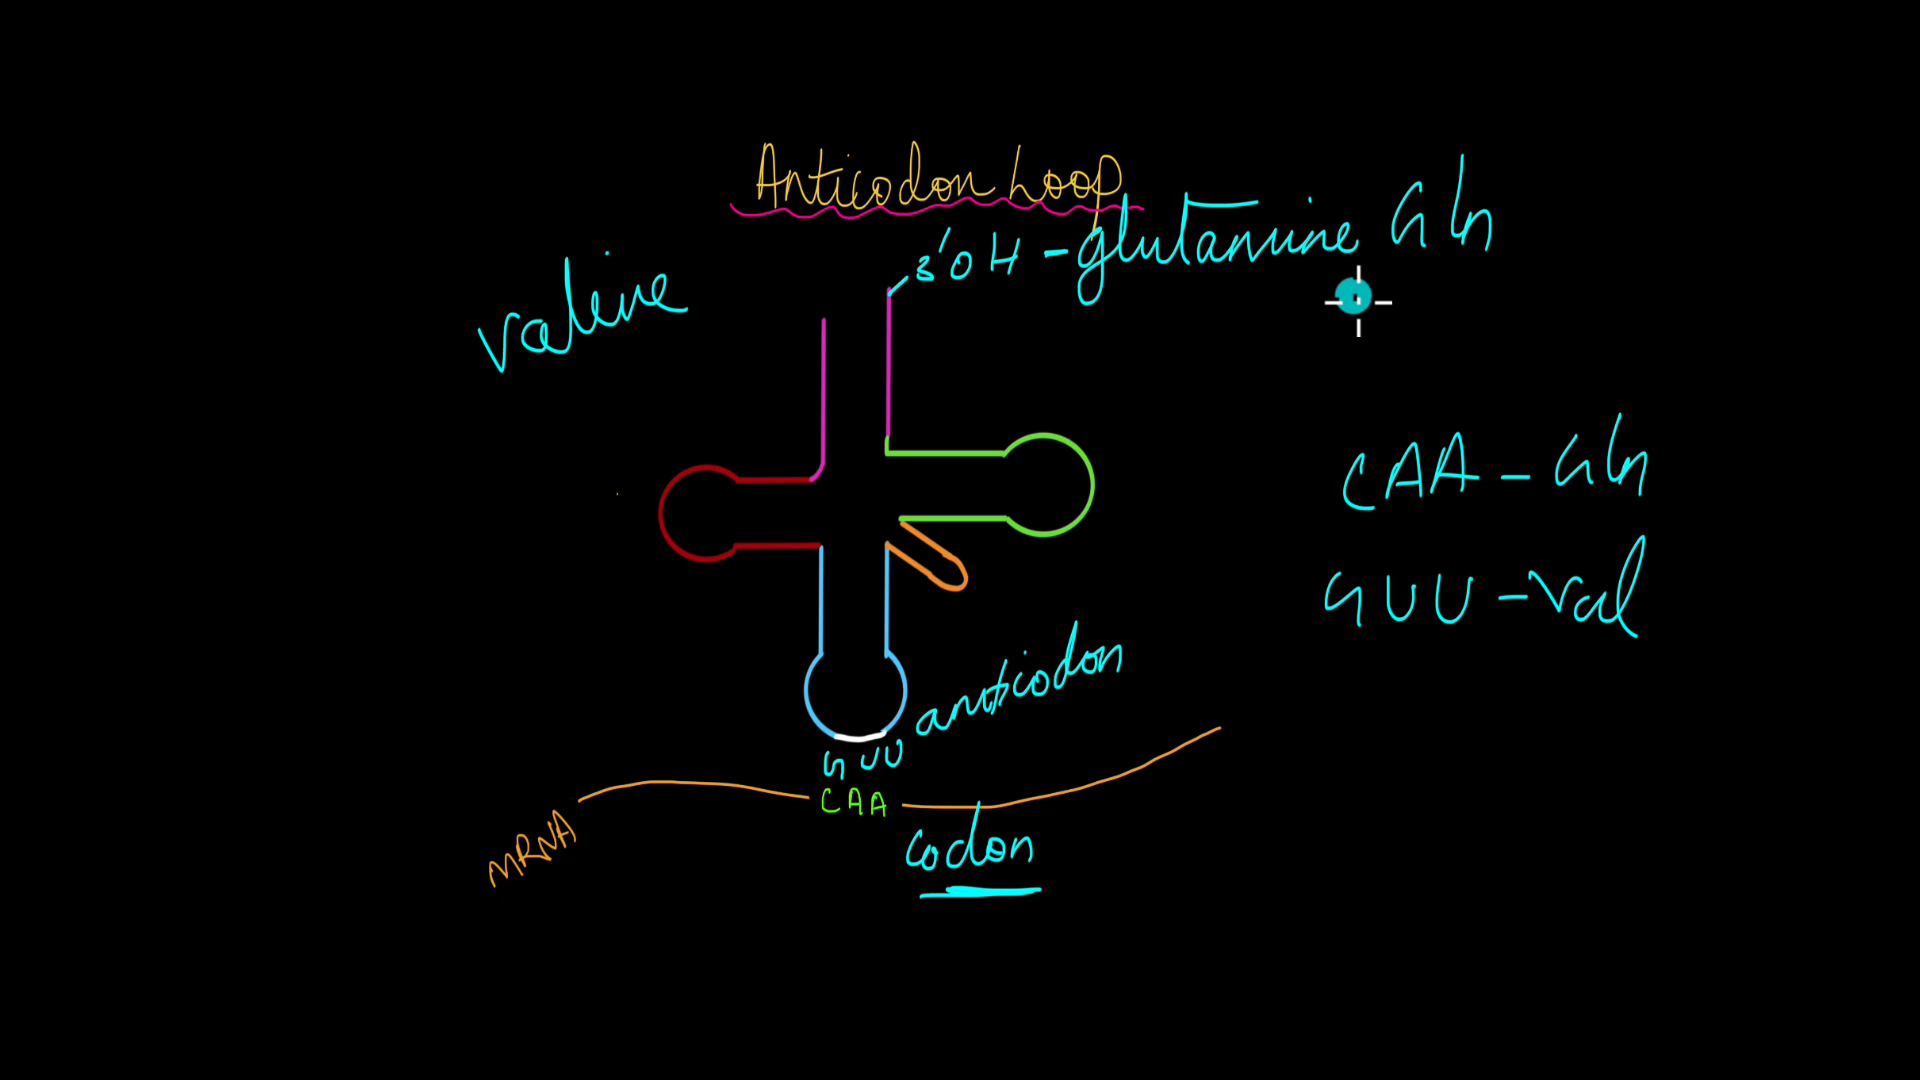 Anticodon Loop
3'OH - glutamine Gln
valine
CAA - Gln
GUU - Val
anticodon
GUU
CAA
mRNA
Codon